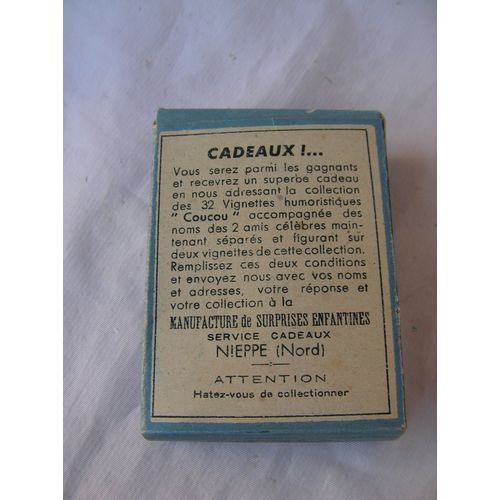 CADEAUX !...
Vous serez parmi les gagnants
et recevrez un superbe cadeau
en nous adressant la collection
des 32 Vignettes humoristiques
" Coucou " accompagnée des
noms des 2 amis célèbres main-
tenant séparés et figurant sur
deux vignettes de cette collection.
Remplissez ces deux conditions
et envoyez nous avec vos noms
et adresses, votre réponse et
votre collection à la
MANUFACTURE de SURPRISES ENFANTINES
SERVICE CADEAUX
NIEPPE (Nord)
ATTENTION
Hatez-vous de collectionner